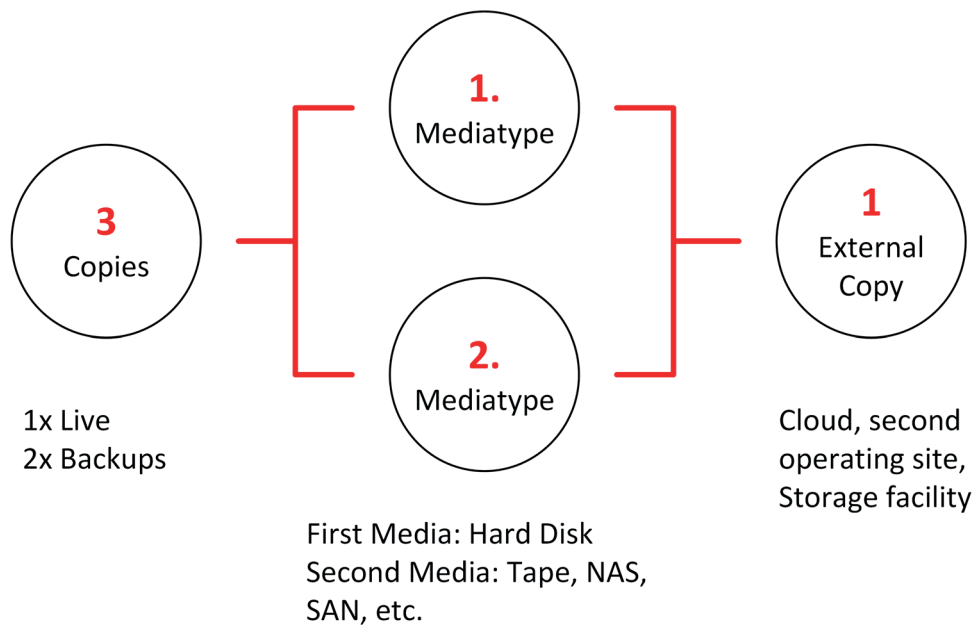 3
Copies
1x Live
2x Backups
1.
Mediatype
2.
Mediatype
First Media: Hard Disk
Second Media: Tape, NAS,
SAN, etc.
1
External
Copy
Cloud, second
operating site,
Storage facility